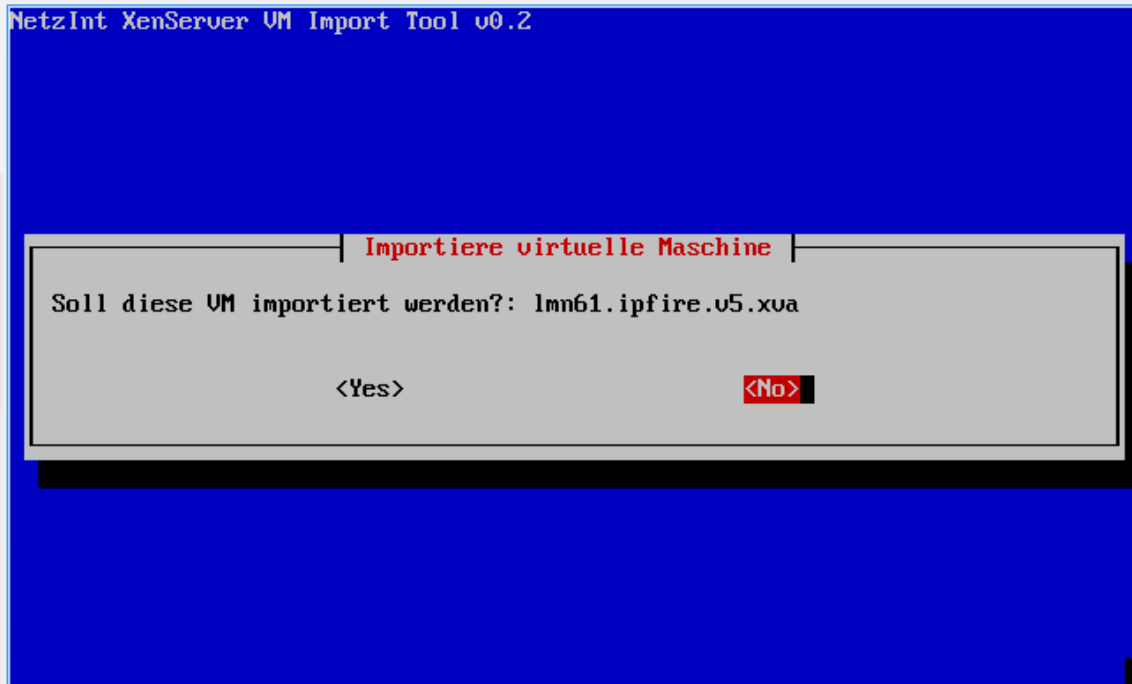 NetzInt XenServer VM Import Tool v0.2
Importiere virtuelle Maschine
Soll diese VM importiert werden?: lmn61.ipfire.v5.xva
<Yes> <No>